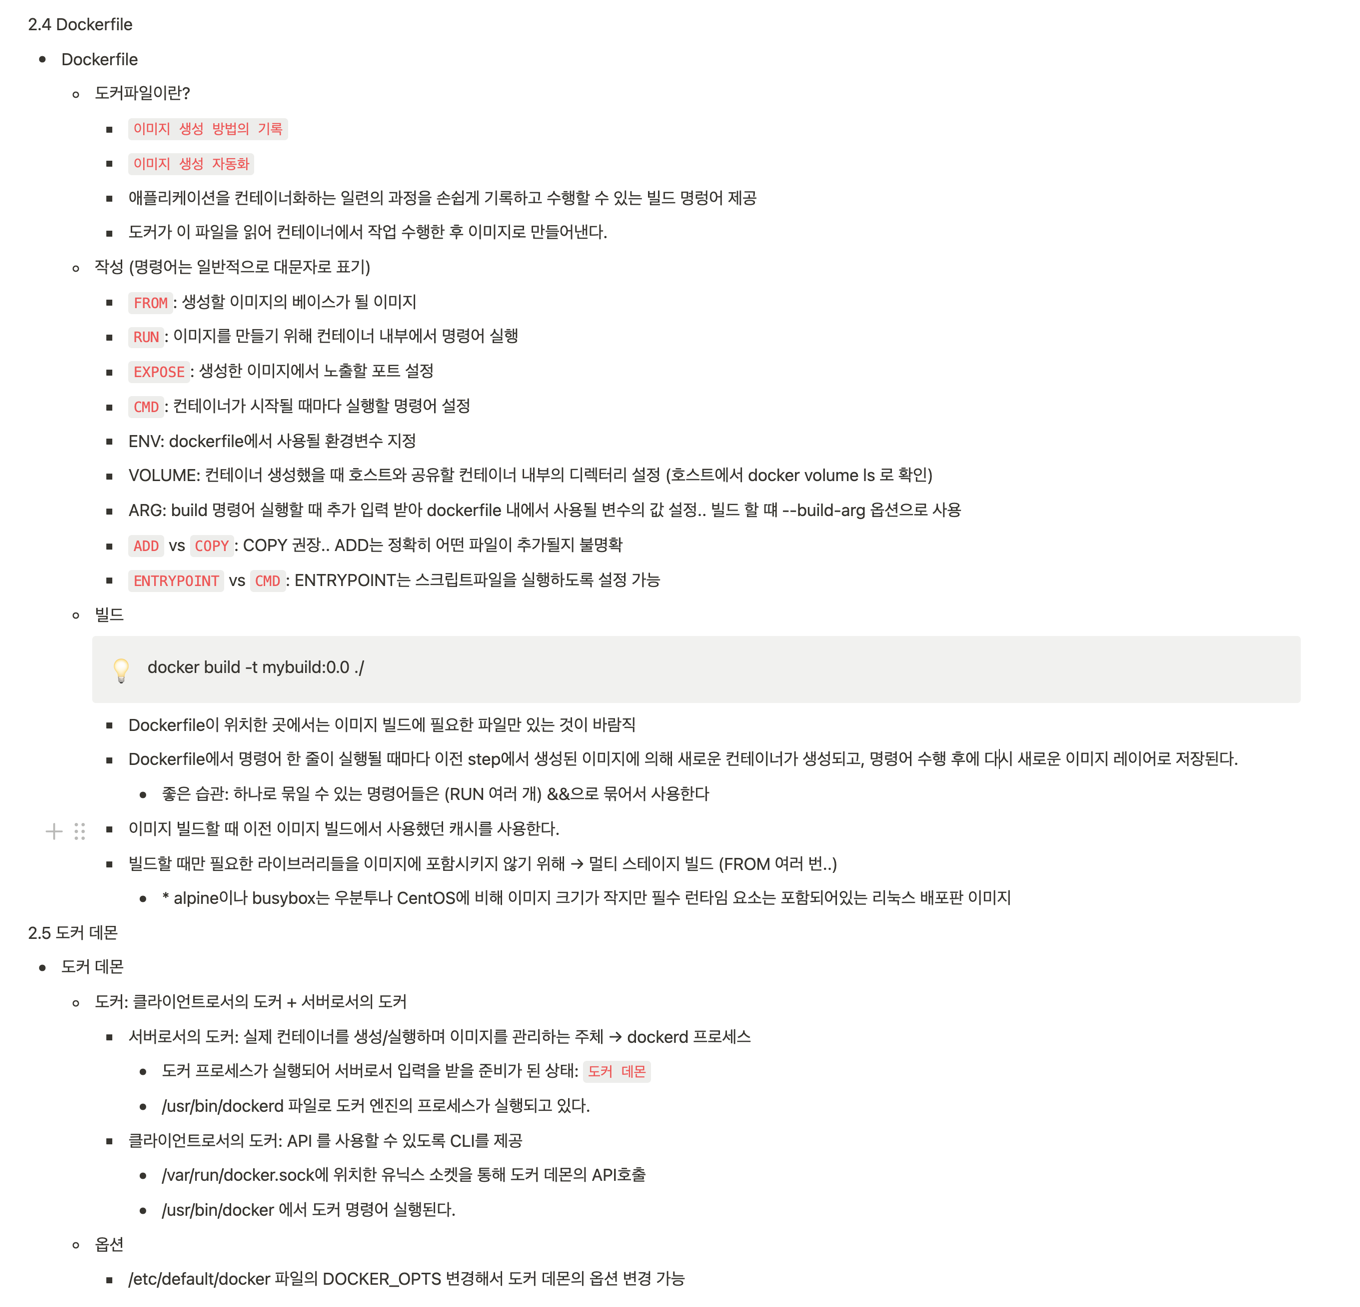 2.4 Dockerfile
Dockerfile
도커파일이란?
이미지 생성 방법의 기록
이미지 생성 자동화
애플리케이션을 컨테이너화하는 일련의 과정을 손쉽게 기록하고 수행할 수 있는 빌드 명렁어 제공
도커가 이 파일을 읽어 컨테이너에서 작업 수행한 후 이미지로 만들어낸다.
작성 (명령어는 일반적으로 대문자로 표기)
FROM: 생성할 이미지의 베이스가 될 이미지
RUN: 이미지를 만들기 위해 컨테이너 내부에서 명령어 실행
EXPOSE: 생성한 이미지에서 노출할 포트 설정
CMD: 컨테이너가 시작될 때마다 실행할 명령어 설정
ENV: dockerfile에서 사용될 환경변수 지정
VOLUME: 컨테이너 생성했을 때 호스트와 공유할 컨테이너 내부의 디렉터리 설정 (호스트에서 docker volume ls 로 확인)
ARG: build 명령어 실행할 때 추가 입력 받아 dockerfile 내에서 사용될 변수의 값 설정.. 빌드 할 떄 --build-arg 옵션으로 사용
ADD vs COPY: COPY 권장.. ADD는 정확히 어떤 파일이 추가될지 불명확
ENTRYPOINT vs CMD: ENTRYPOINT는 스크립트파일을 실행하도록 설정 가능
빌드
docker build -t mybuild:0.0 ./
Dockerfile이 위치한 곳에서는 이미지 빌드에 필요한 파일만 있는 것이 바람직
Dockerfile에서 명령어 한 줄이 실행될 때마다 이전 step에서 생성된 이미지에 의해 새로운 컨테이너가 생성되고, 명령어 수행 후에 다시 새로운 이미지 레이어로 저장된다.
좋은 습관: 하나로 묶일 수 있는 명령어들은 (RUN 여러 개) &&으로 묶어서 사용한다
이미지 빌드할 때 이전 이미지 빌드에서 사용했던 캐시를 사용한다.
빌드할 때만 필요한 라이브러리들을 이미지에 포함시키지 않기 위해 → 멀티 스테이지 빌드 (FROM 여러 번..)
* alpine이나 busybox는 우분투나 CentOS에 비해 이미지 크기가 작지만 필수 런타임 요소는 포함되어있는 리눅스 배포판 이미지
2.5 도커 데몬
도커 데몬
도커: 클라이언트로서의 도커 + 서버로서의 도커
서버로서의 도커: 실제 컨테이너를 생성/실행하며 이미지를 관리하는 주체 → dockerd 프로세스
도커 프로세스가 실행되어 서버로서 입력을 받을 준비가 된 상태: 도커 데몬
/usr/bin/dockerd 파일로 도커 엔진의 프로세스가 실행되고 있다.
클라이언트로서의 도커: API 를 사용할 수 있도록 CLI를 제공
/var/run/docker.sock에 위치한 유닉스 소켓을 통해 도커 데몬의 API호출
/usr/bin/docker 에서 도커 명령어 실행된다.
옵션
/etc/default/docker 파일의 DOCKER_OPTS 변경해서 도커 데몬의 옵션 변경 가능